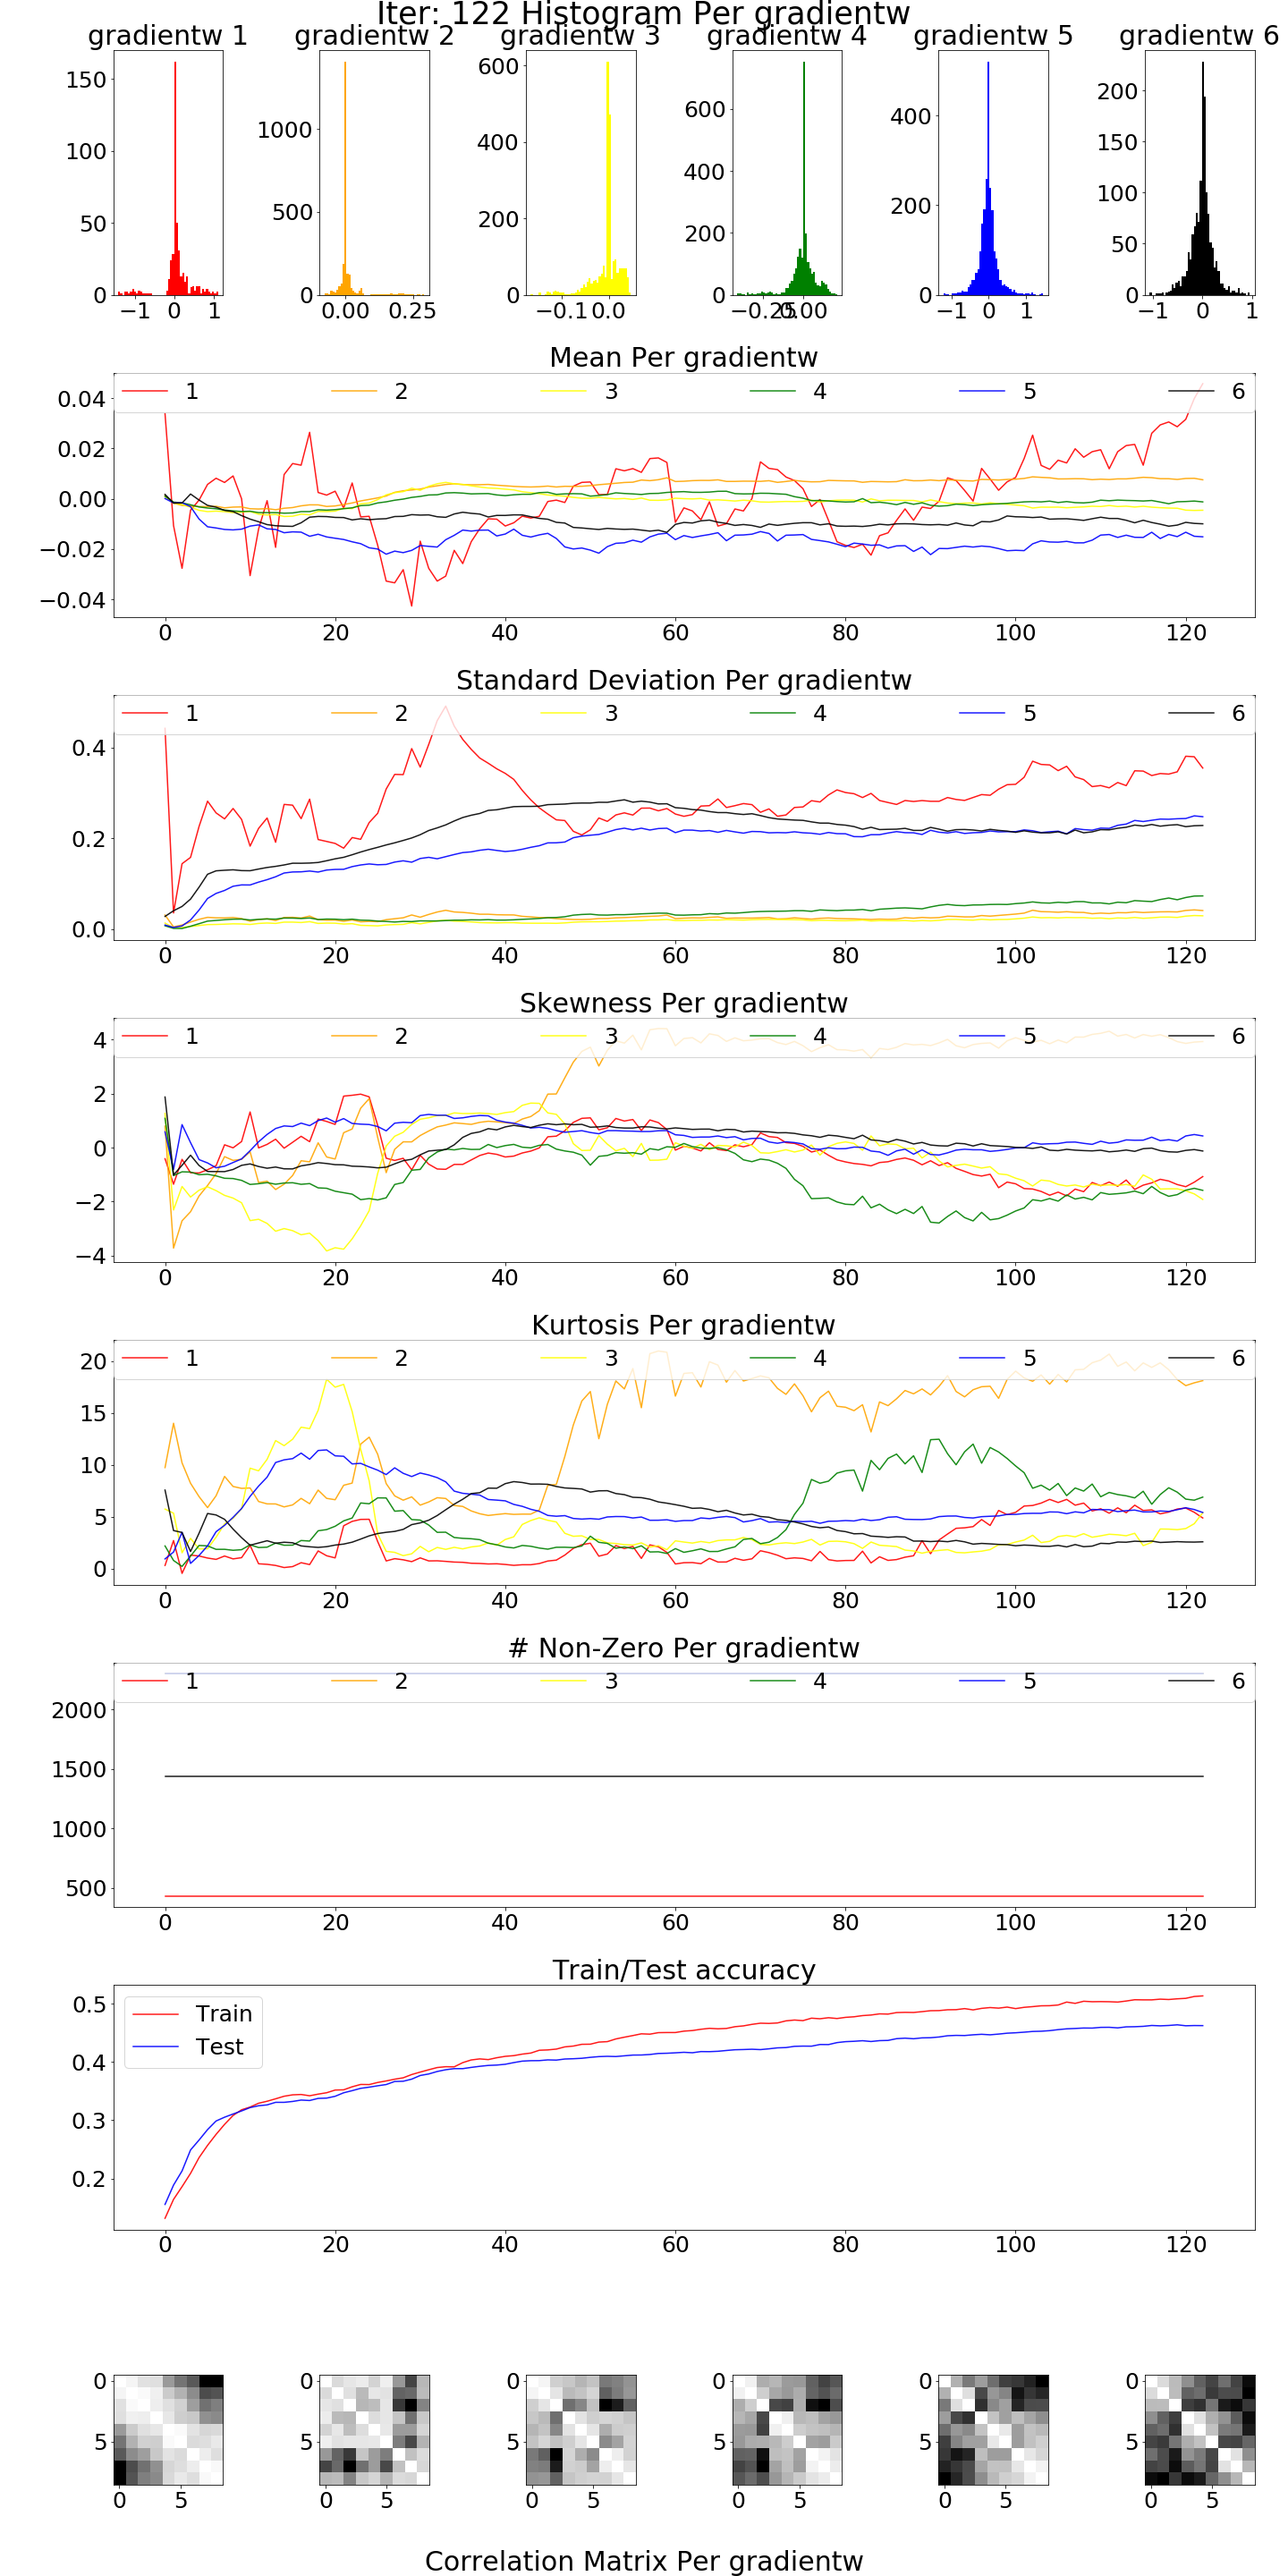 Iter: 122 Histogram Per gradientw
gradientw 1 gradientw 2 gradientw 3 gradientw 4 gradientw 5 gradientw 6
150
100
50
0
−1 0 1
1000
500
0
0.00 0.25
600
400
200
0
−0.1 0.0
600
400
200
0
−0.25 0.00
400
200
0
−1 0 1
200
150
100
50
0
−1 0 1
Mean Per gradientw
1 2 3 4 5 6
0.04
0.02
0.00
−0.02
−0.04
0 20 40 60 80 100 120
Standard Deviation Per gradientw
1 2 3 4 5 6
0.4
0.2
0.0
0 20 40 60 80 100 120
Skewness Per gradientw
1 2 3 4 5 6
4
2
0
−2
−4
0 20 40 60 80 100 120
Kurtosis Per gradientw
1 2 3 4 5 6
20
15
10
5
0
0 20 40 60 80 100 120
# Non-Zero Per gradientw
1 2 3 4 5 6
2000
1500
1000
500
0 20 40 60 80 100 120
Train/Test accuracy
Train
Test
0.5
0.4
0.3
0.2
0 20 40 60 80 100 120
0 0 0 0 0 0
5 5 5 5 5 5
0 5 0 5 0 5 0 5 0 5 0 5
Correlation Matrix Per gradientw